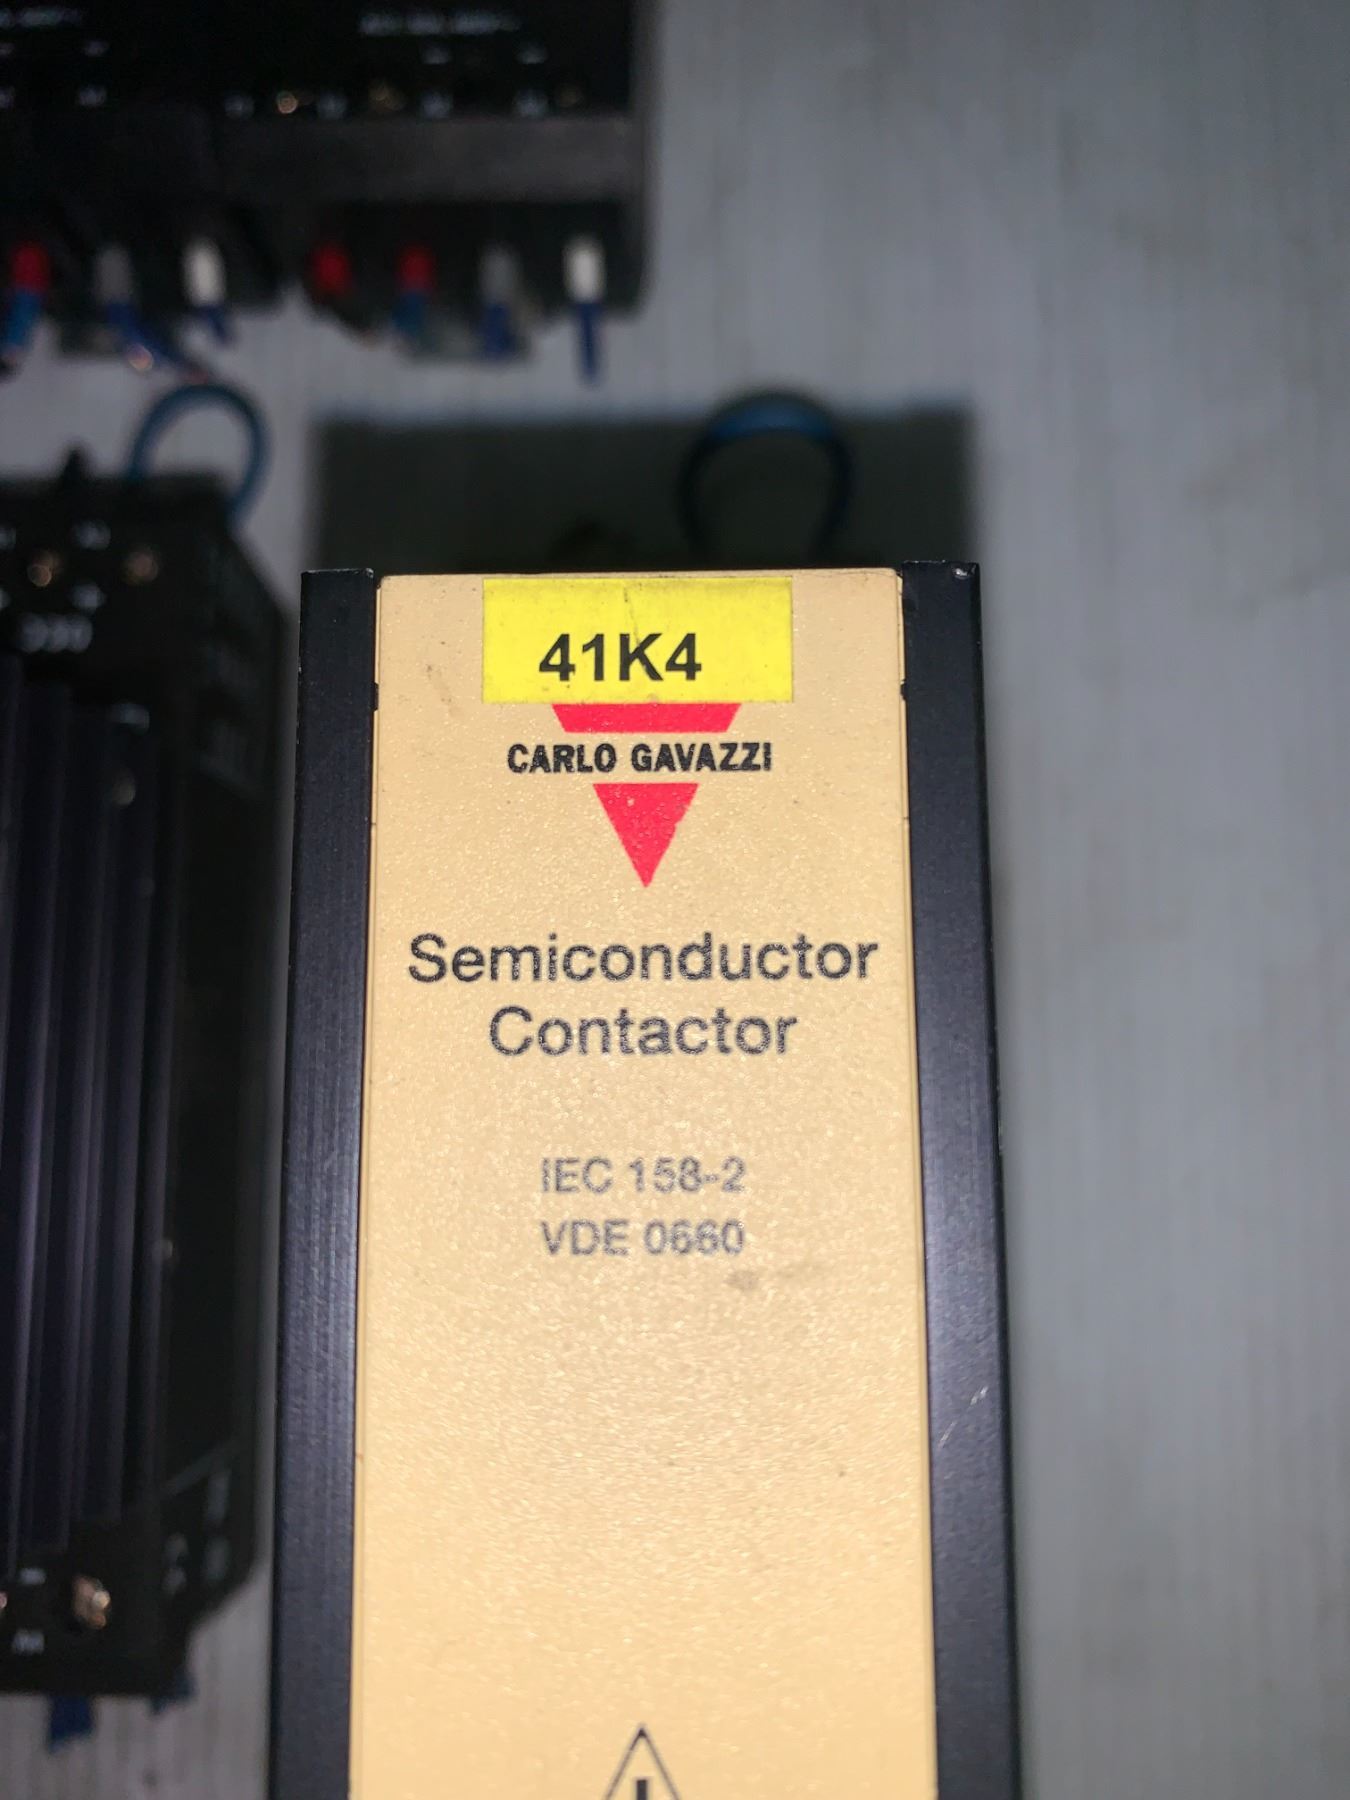 41K4
CARLO GAVAZZI
Semiconductor
Contactor
IEC 158-2
VDE 0660